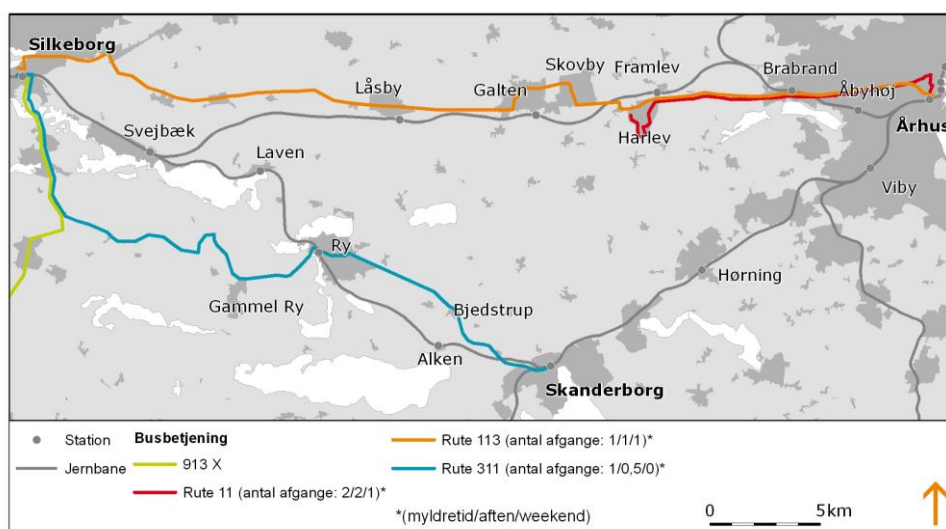 Silkeborg
Skovby
Framlev
Brabrand
Låsby
Galten
Åbyhøj
Århus
Svejbæk
Harlev
Laven
Viby
Ry
Hørning
Gammel Ry
Bjedstrup
Alken
Skanderborg
Station
Busbetjening
Rute 113 (antal afgange: 1/1/1)*
Jernbane
913 X
Rute 311 (antal afgange: 1/0,5/0)*
Rute 11 (antal afgange: 2/2/1)*
*(myldretid/aften/weekend)
0 5km